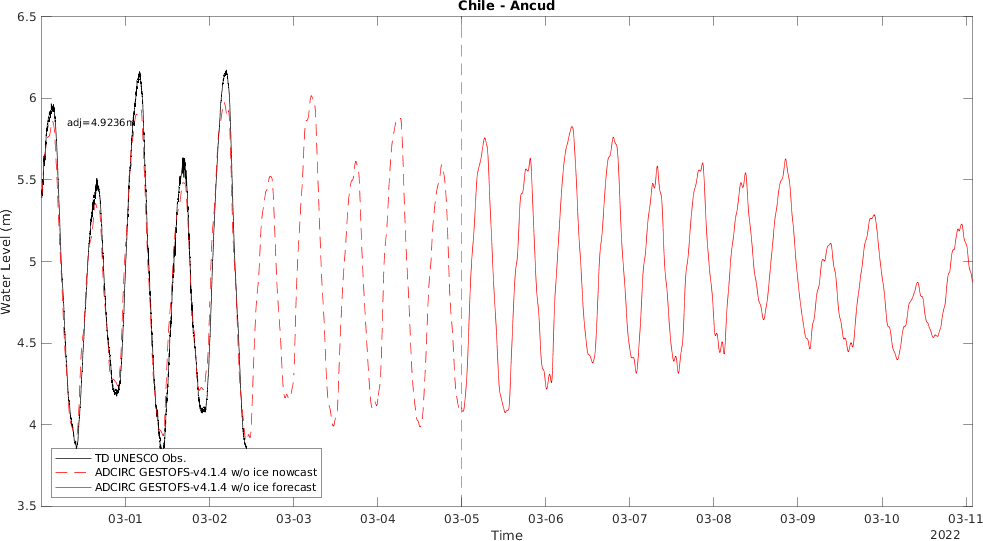 Chile - Ancud
6.5
6
5.5
5
4.5
4
3.5
Water Level (m)
adj=4.9236m
TD UNESCO Obs.
ADCIRC GESTOFS-v4.1.4 w/o ice nowcast
ADCIRC GESTOFS-v4.1.4 w/o ice forecast
03-01 03-02 03-03 03-04 03-05 03-06 03-07 03-08 03-09 03-10 03-11
Time
2022